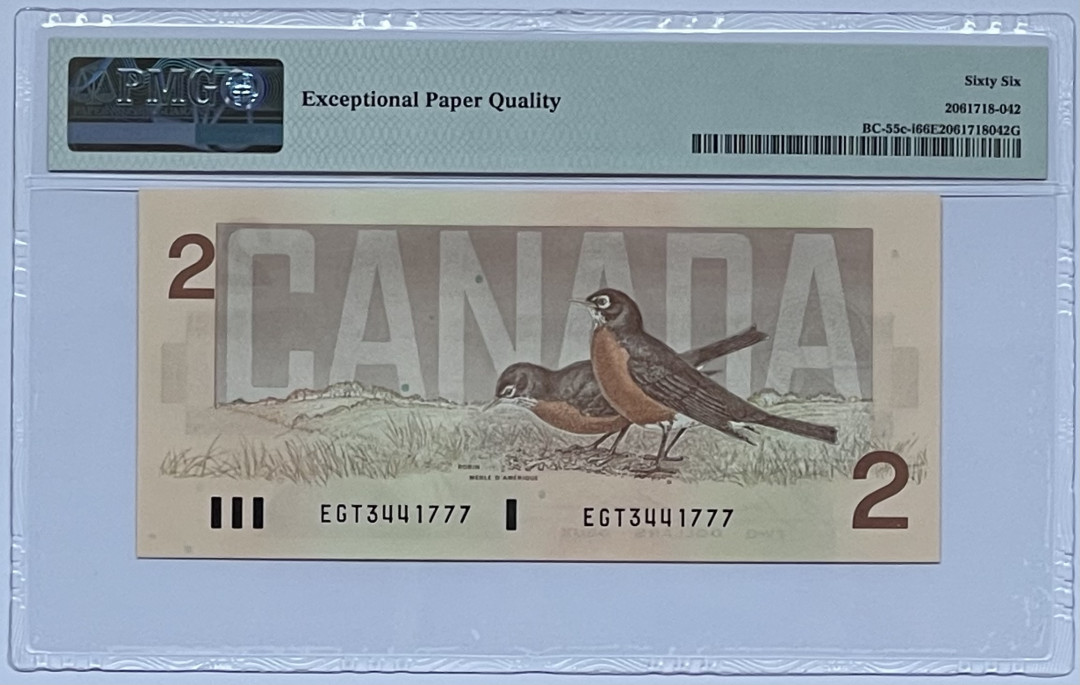 PMG
Exceptional Paper Quality
Sixty Six
2061718-042
BC-55c-i66E2061718042G
2
CANADA
ROBIN
MERLE D'AMÉRIQUE
EGT3441777
EGT3441777
2